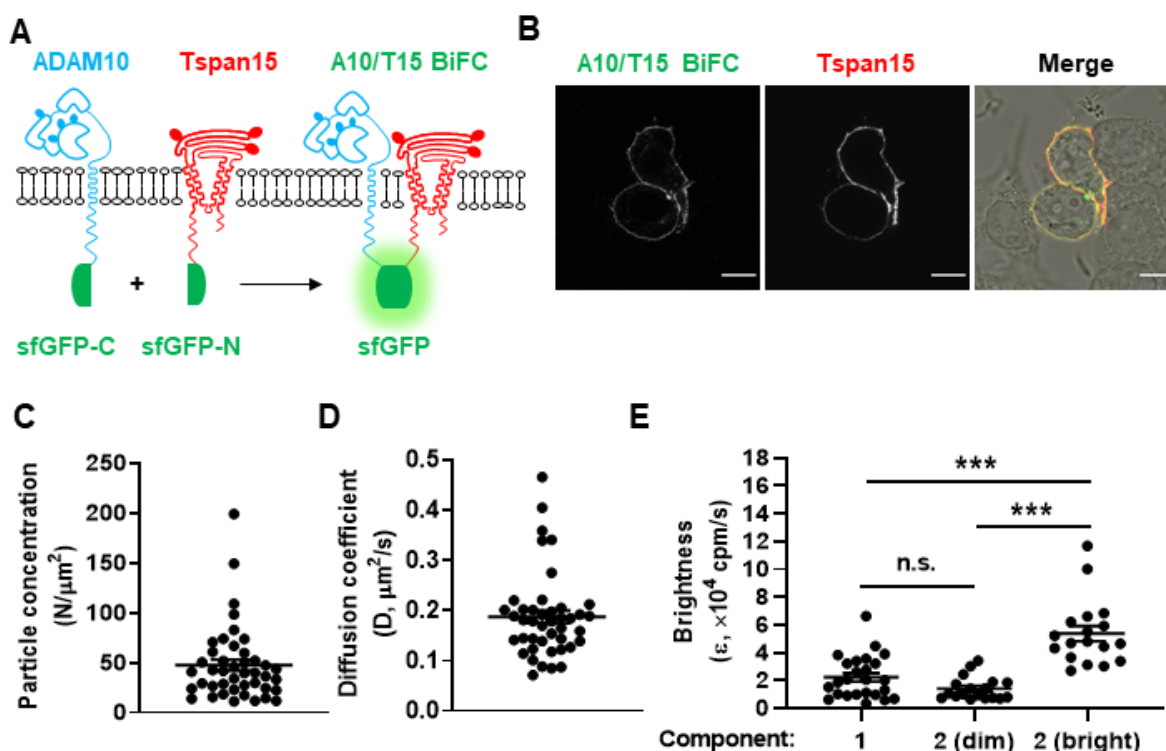 A
ADAM10 Tspan15 A10/T15 BiFC
+
sfGFP-C sfGFP-N sfGFP
B
A10/T15 BiFC Tspan15 Merge
C
Particle concentration
(N/μm²)
250
200
150
100
50
0
D
Diffusion coefficient
(D, μm²/s)
0.5
0.4
0.3
0.2
0.1
0.0
E
Brightness
(ε, ×10⁴ cpm/s)
18
16
14
12
10
8
6
4
2
0
***
***
n.s.
Component: 1 2 (dim) 2 (bright)